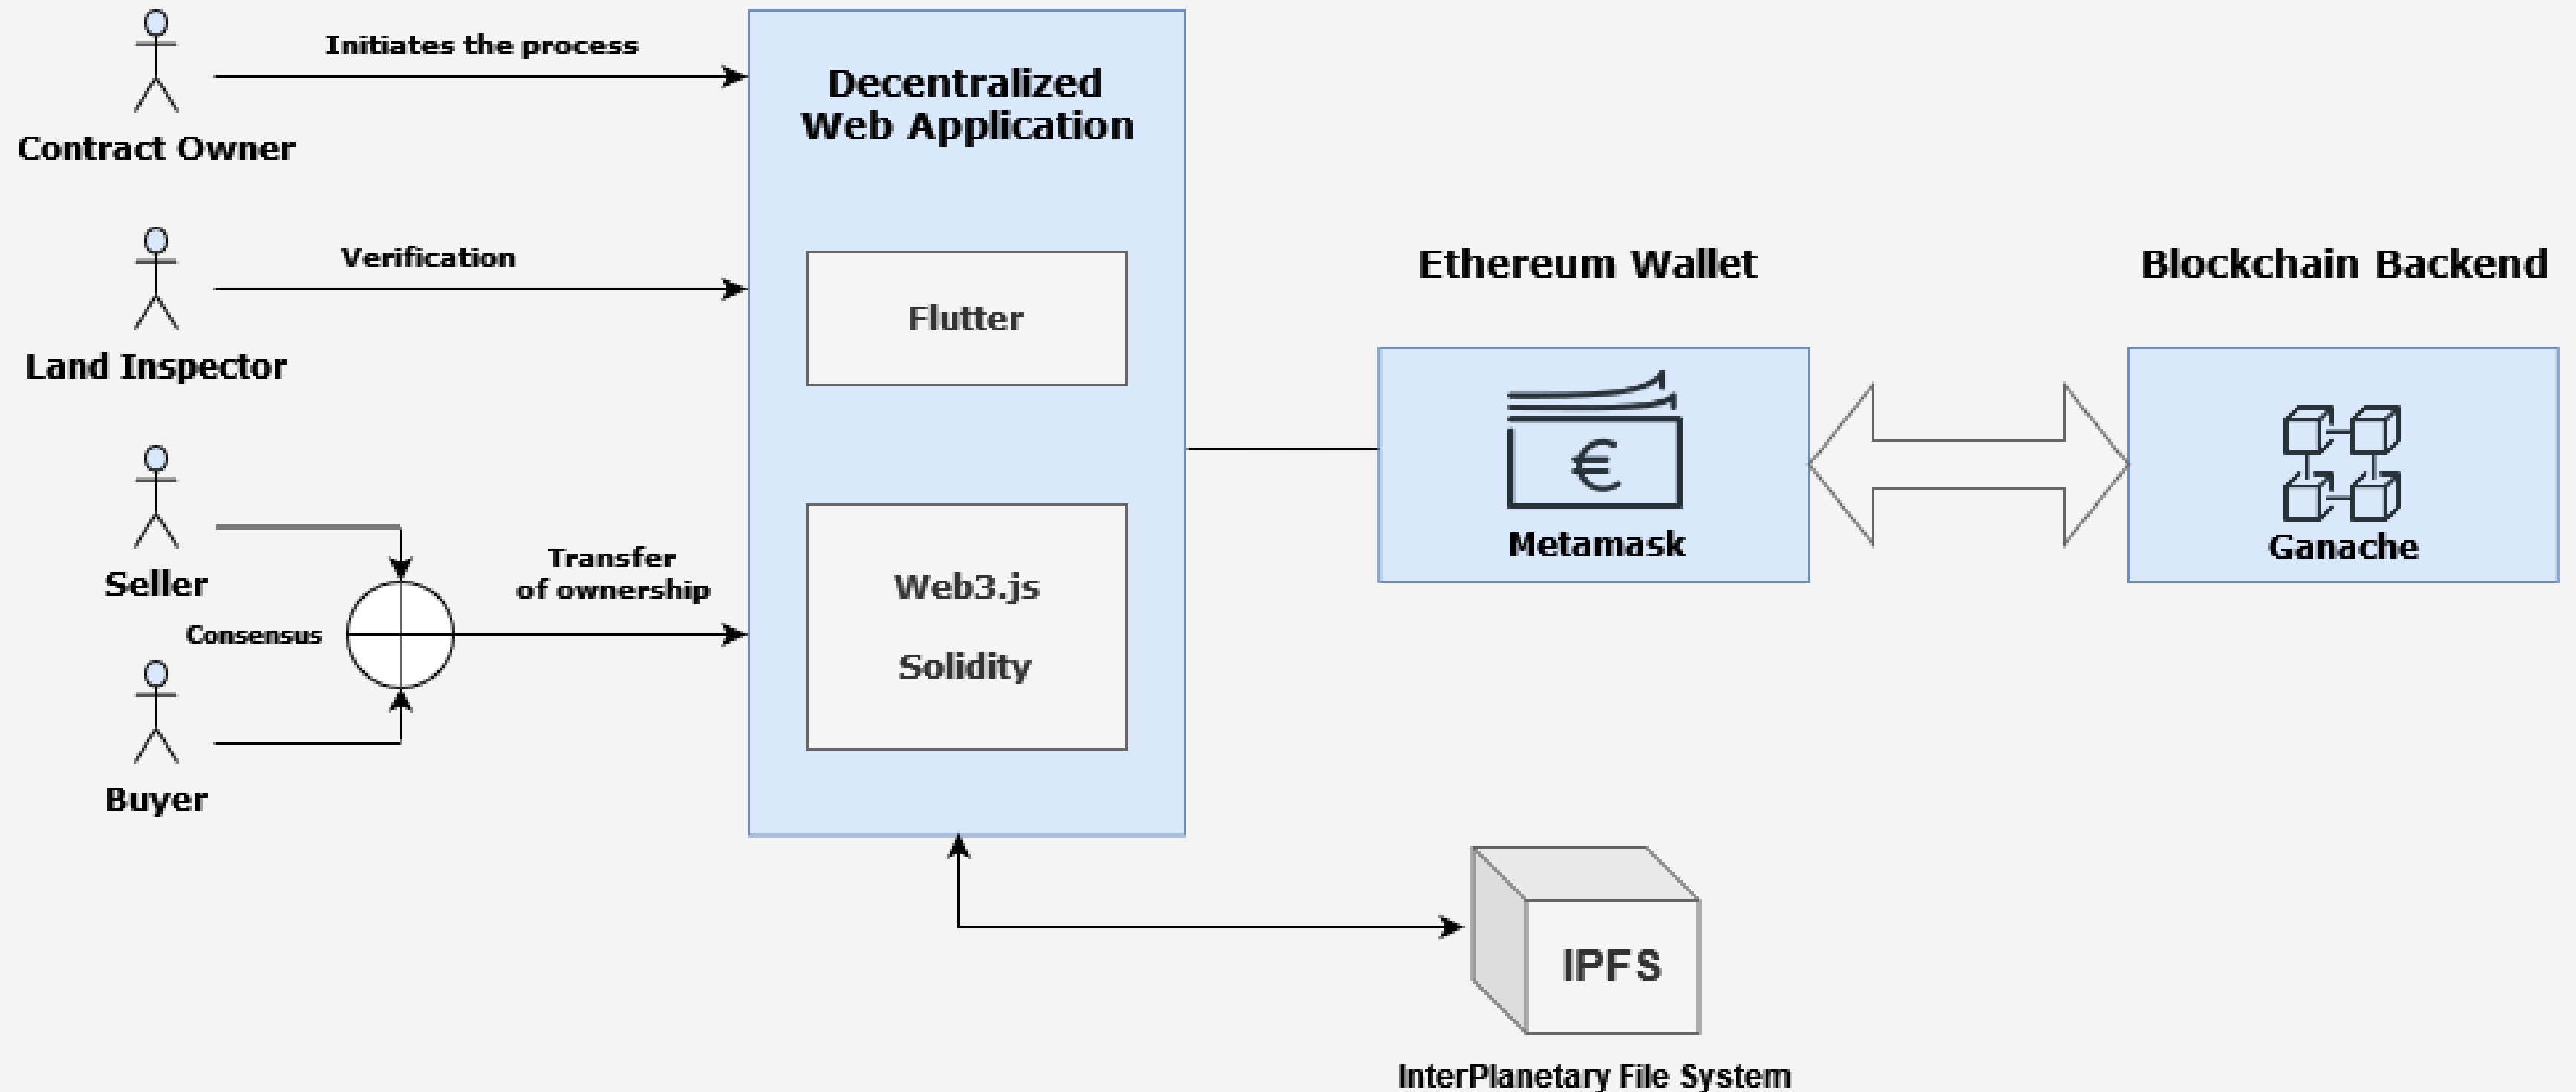 Initiates the process
Contract Owner
Verification
Land Inspector
Seller
Consensus
Buyer
Transfer
of ownership
Decentralized
Web Application
Flutter
Web3.js
Solidity
Ethereum Wallet
€
Metamask
Blockchain Backend
Ganache
IPFS
InterPlanetary File System